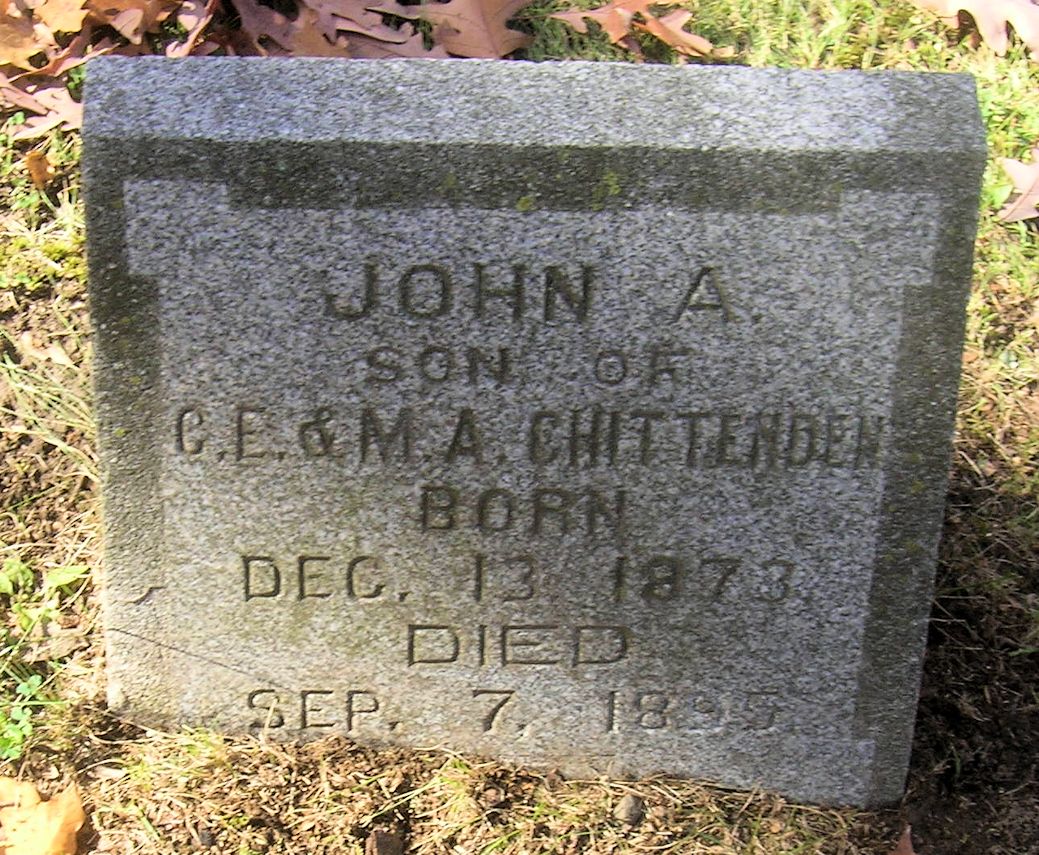 JOHN A.
SON OF
C.E. & M.A. CHITTENDEN
BORN
DEC. 13 1873
DIED
SEP. 7, 1895